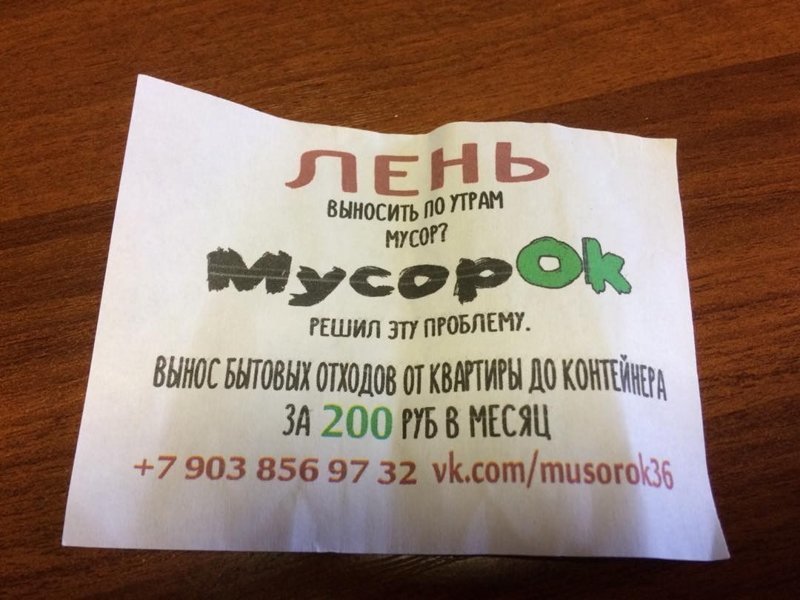 ЛЕНЬ
ВЫНОСИТЬ ПО УТРАМ
МУСОР?
МусорOk
РЕШИЛ ЭТУ ПРОБЛЕМУ.
ВЫНОС БЫТОВЫХ ОТХОДОВ ОТ КВАРТИРЫ ДО КОНТЕЙНЕРА
ЗА 200 РУБ В МЕСЯЦ
+7 903 856 97 32 vk.com/musorok36